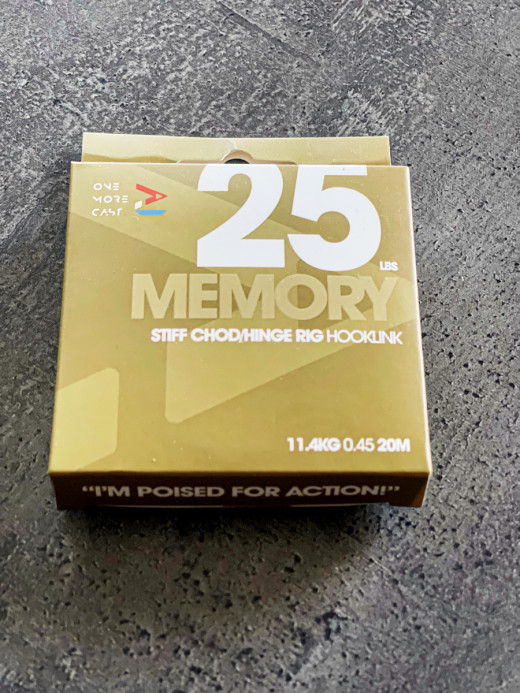 ONE
MORE
CAST
25
LBS
MEMORY
STIFF CHOD/HINGE RIG HOOKLINK
11.4KG 0.45 20M
"I'M POISED FOR ACTION!"